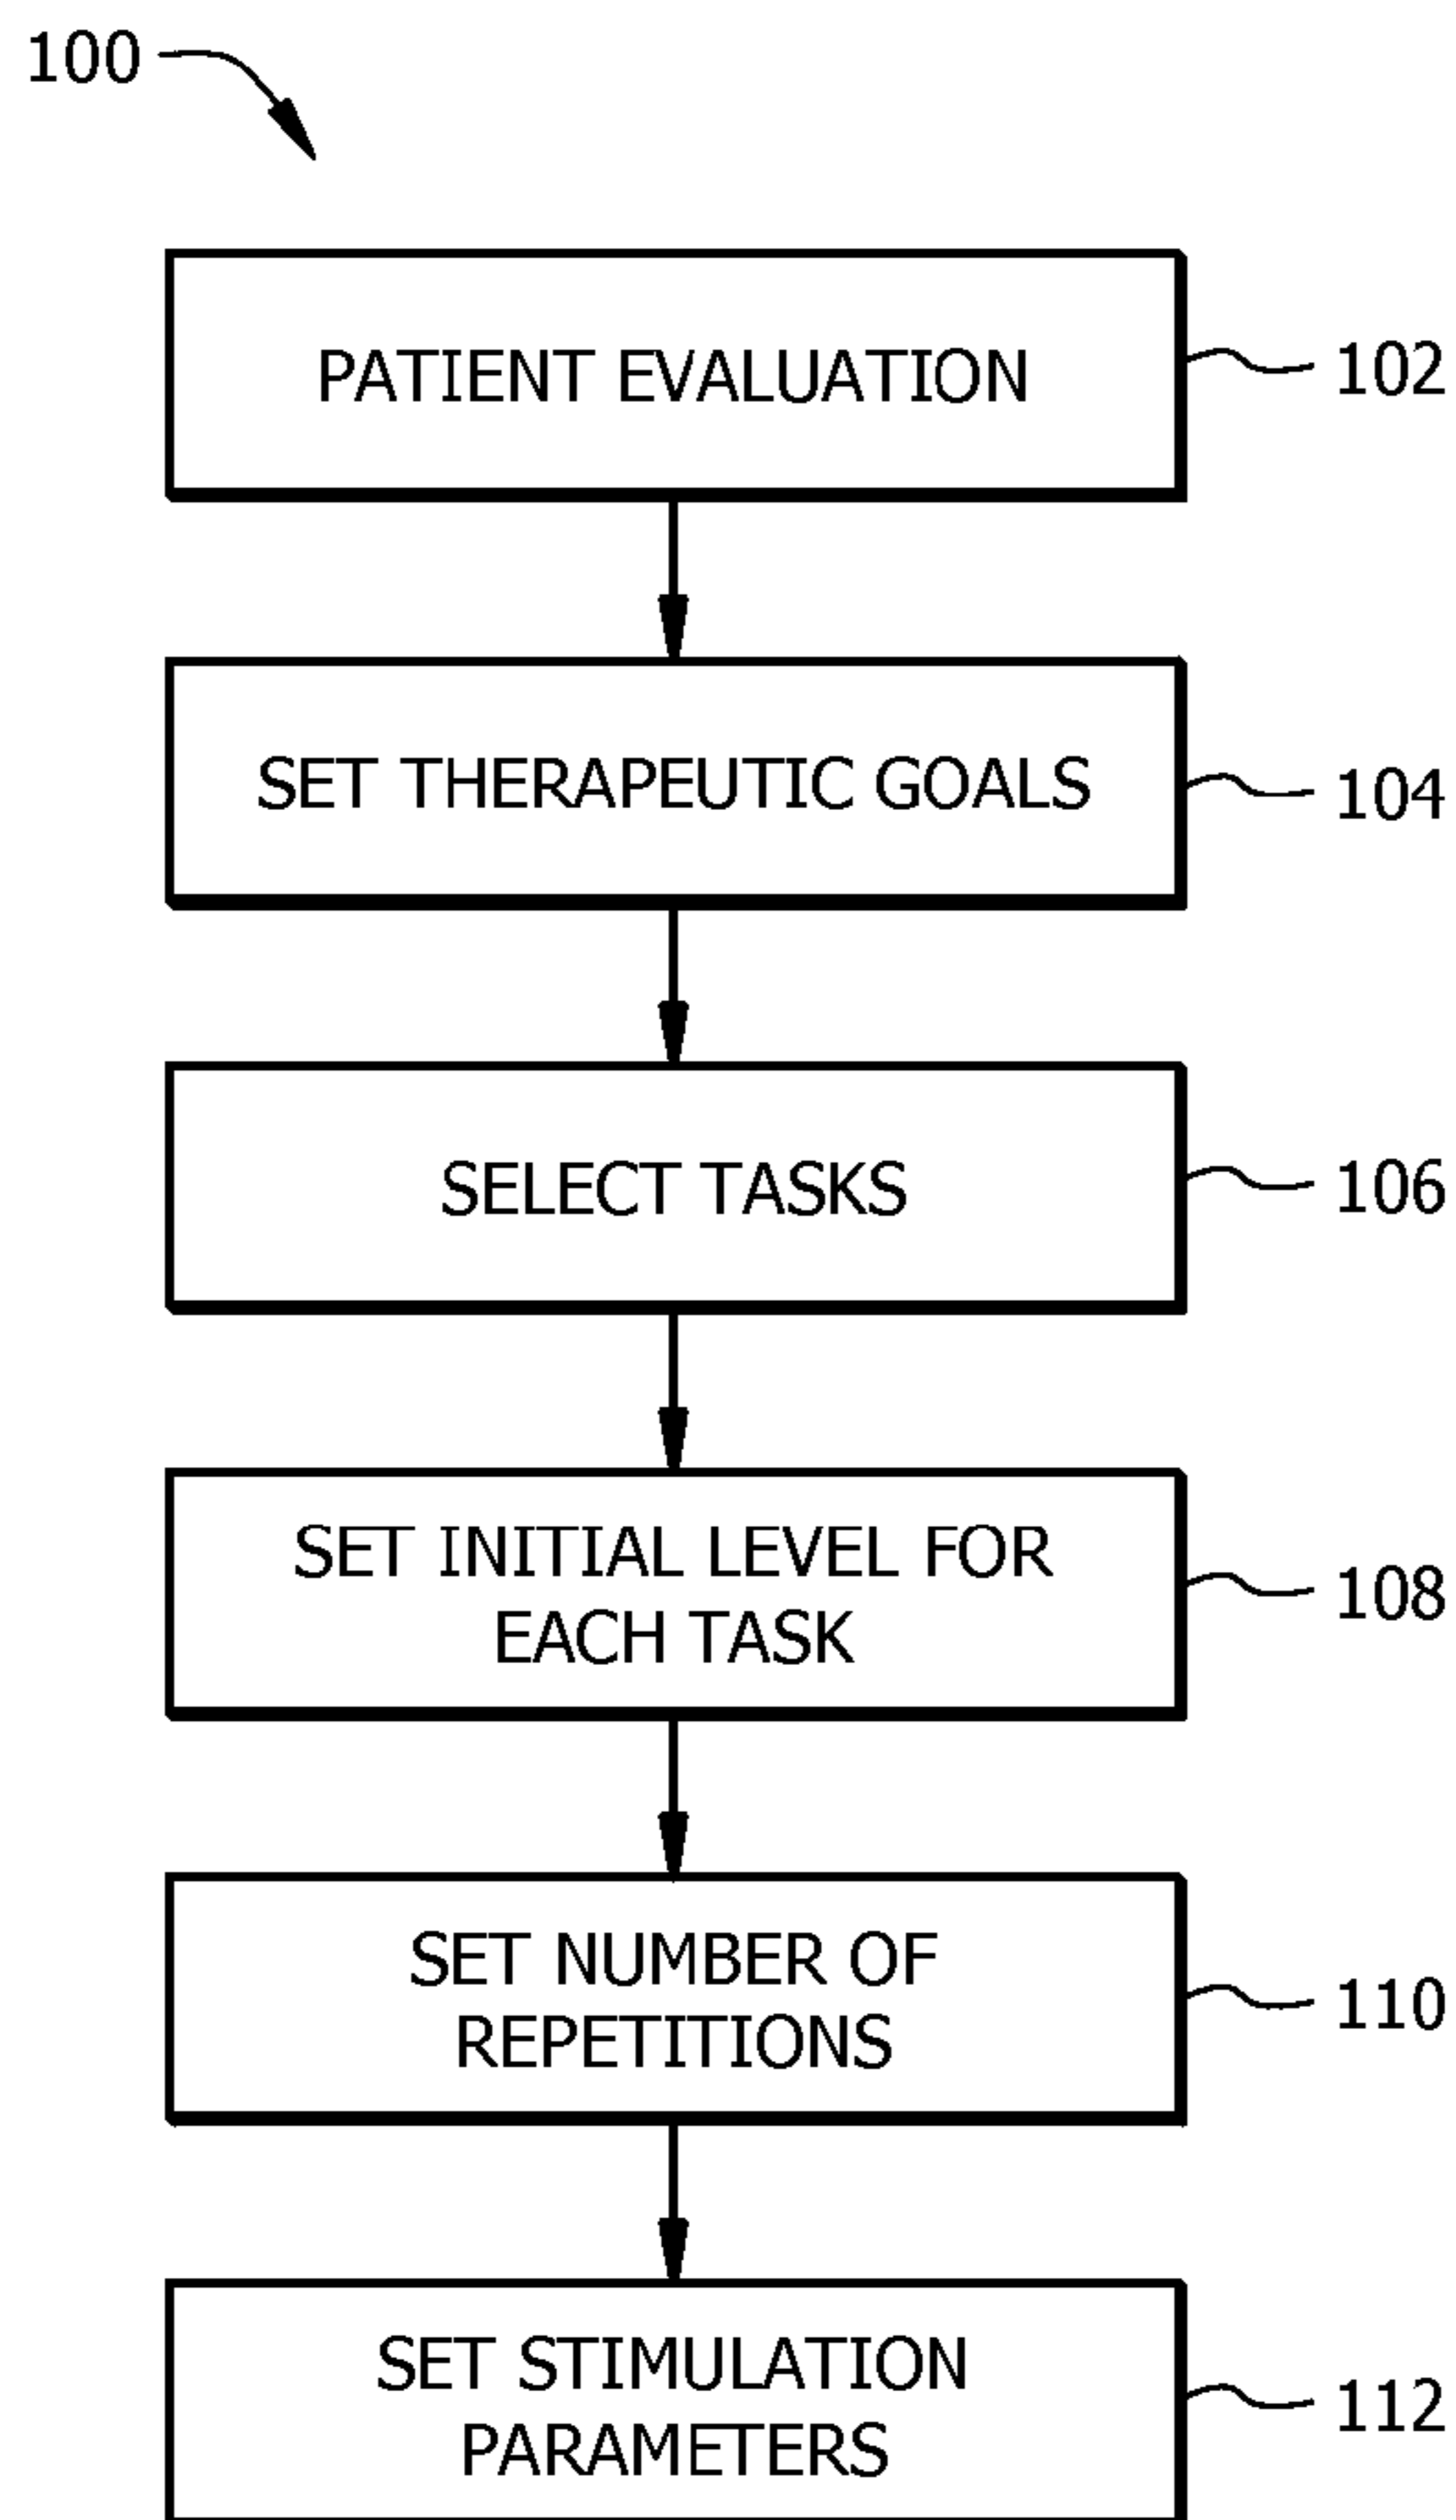 100
PATIENT EVALUATION
102
SET THERAPEUTIC GOALS
104
SELECT TASKS
106
SET INITIAL LEVEL FOR
EACH TASK
108
SET NUMBER OF
REPETITIONS
110
SET STIMULATION
PARAMETERS
112